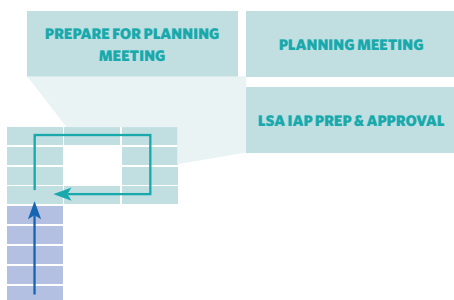 PREPARE FOR PLANNING
MEETING
PLANNING MEETING
LSA IAP PREP & APPROVAL